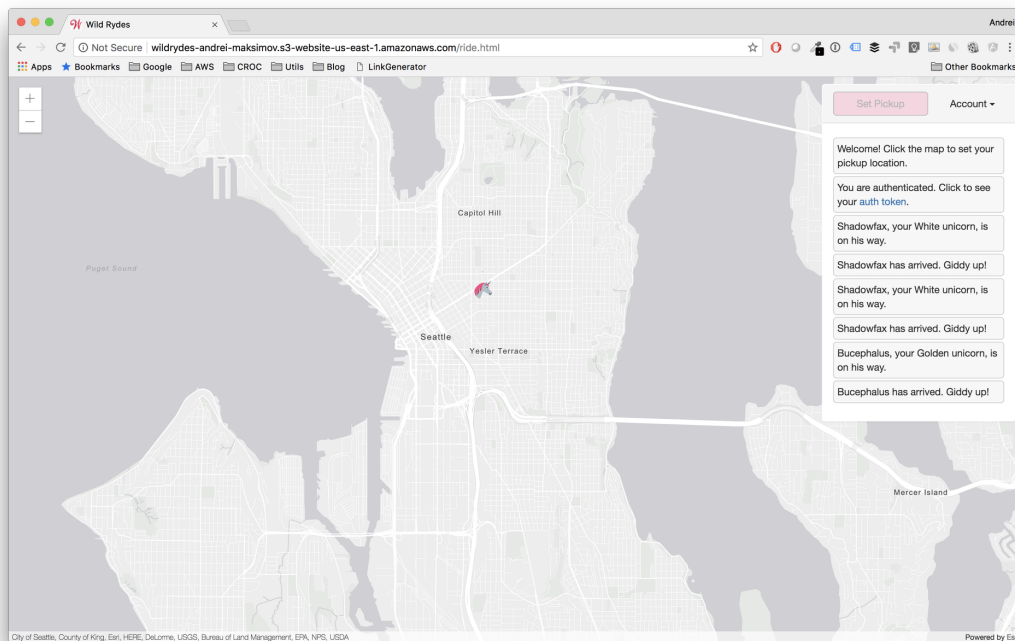 Wild Rydes
Andrei
Not Secure | wildrydes-andrei-maksimov.s3-website-us-east-1.amazonaws.com/ride.html
Apps Bookmarks Google AWS CROC Utils Blog LinkGenerator Other Bookmarks
+
−
Set Pickup Account
Welcome! Click the map to set your
pickup location.
You are authenticated. Click to see
your auth token.
Shadowfax, your White unicorn, is
on his way.
Shadowfax has arrived. Giddy up!
Shadowfax, your White unicorn, is
on his way.
Shadowfax has arrived. Giddy up!
Bucephalus, your Golden unicorn, is
on his way.
Bucephalus has arrived. Giddy up!
Capitol Hill
Puget Sound
Seattle
Yesler Terrace
Mercer Island
City of Seattle, County of King, Esri, HERE, DeLorme, USGS, Bureau of Land Management, EPA, NPS, USDA
Powered by Es